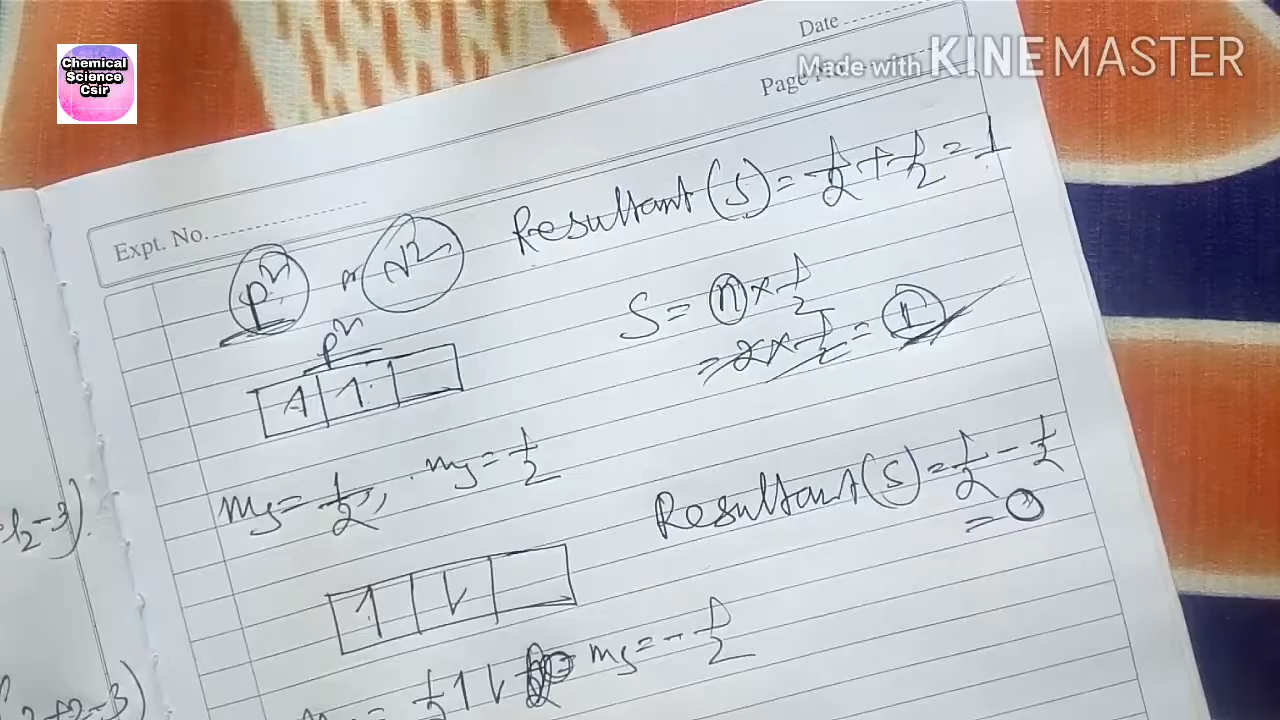 Chemical
Science
Csir
Date
Made with KINEMASTER
Page No.
Expt. No.
Resultant (S) = 1/2 + 1/2 = 1
p² or d²
S = n × 1/2
= 2 × 1/2 = 1
p²
1 1
ms = 1/2, ms = 1/2
Resultant (S) = 1/2 - 1/2
= 0
1 ↓
ms = -1/2